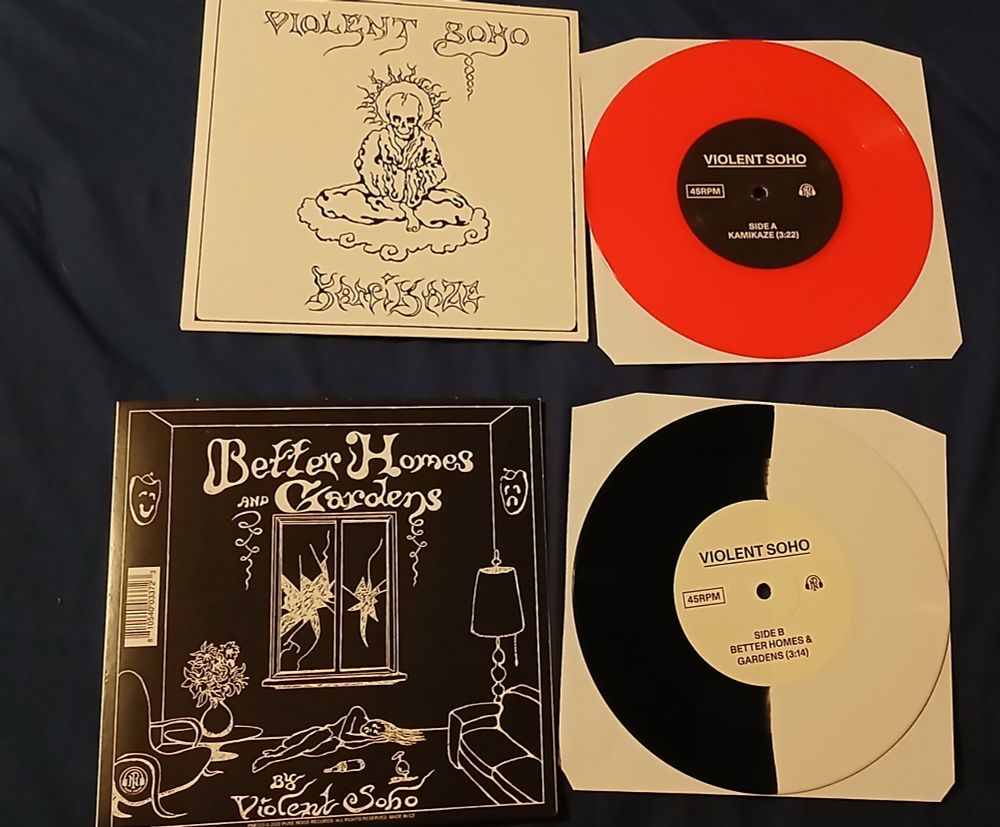 VIOLENT SOHO
KAMIKAZE
VIOLENT SOHO
45RPM
SIDE A
KAMIKAZE (3:22)
Better Homes
AND Gardens
BY
Violent Soho
VIOLENT SOHO
45RPM
SIDE B
BETTER HOMES &
GARDENS (3:14)